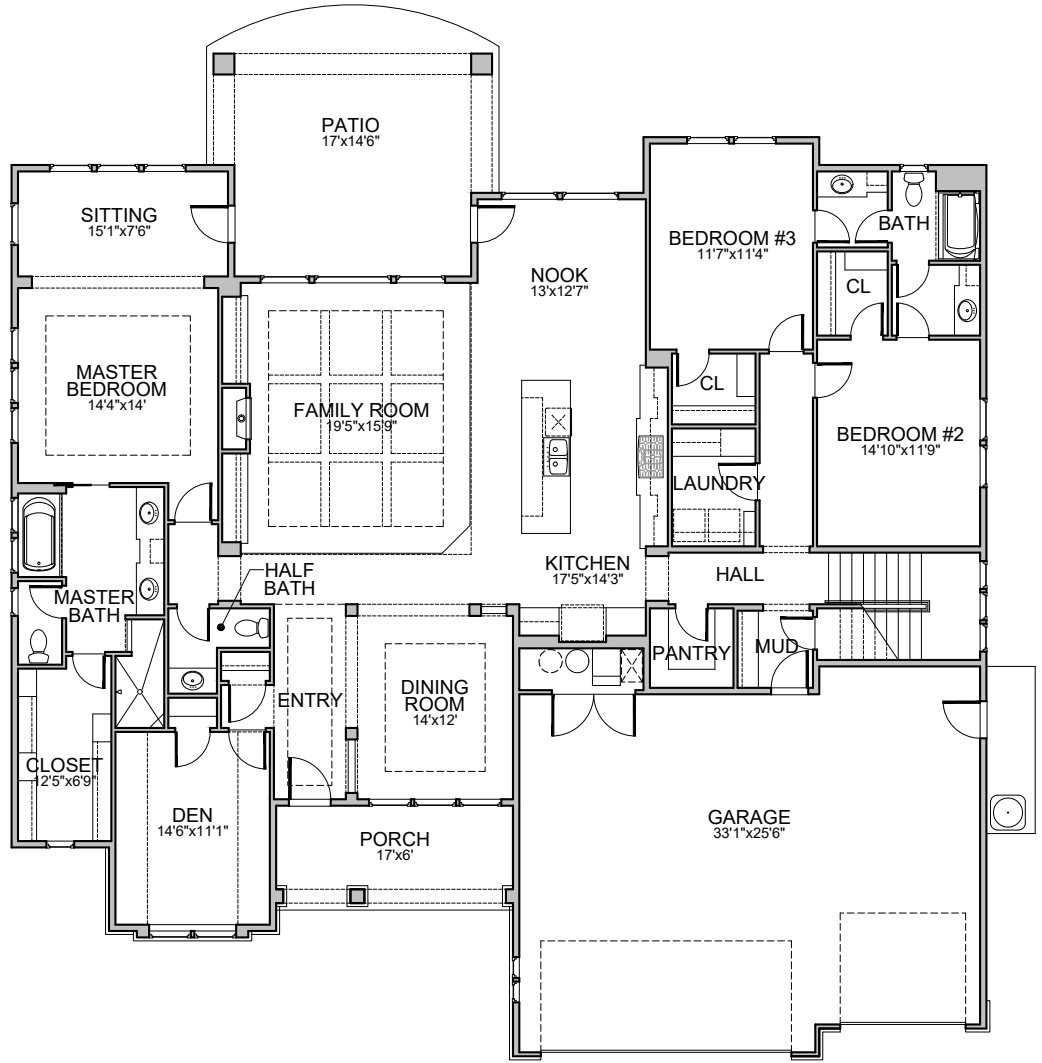 PATIO
17'x14'6"
SITTING
15'1"x7'6"
BEDROOM #3
11'7"x11'4"
BATH
NOOK
13'x12'7"
CL
MASTER
BEDROOM
14'4"x14'
FAMILY ROOM
19'5"x15'9"
CL
BEDROOM #2
14'10"x11'9"
LAUNDRY
KITCHEN
17'5"x14'3"
HALL
HALF
BATH
MASTER
BATH
PANTRY
MUD
ENTRY
DINING
ROOM
14'x12'
CLOSET
12'5"x6'9"
DEN
14'6"x11'1"
PORCH
17'x6'
GARAGE
33'1"x25'6"